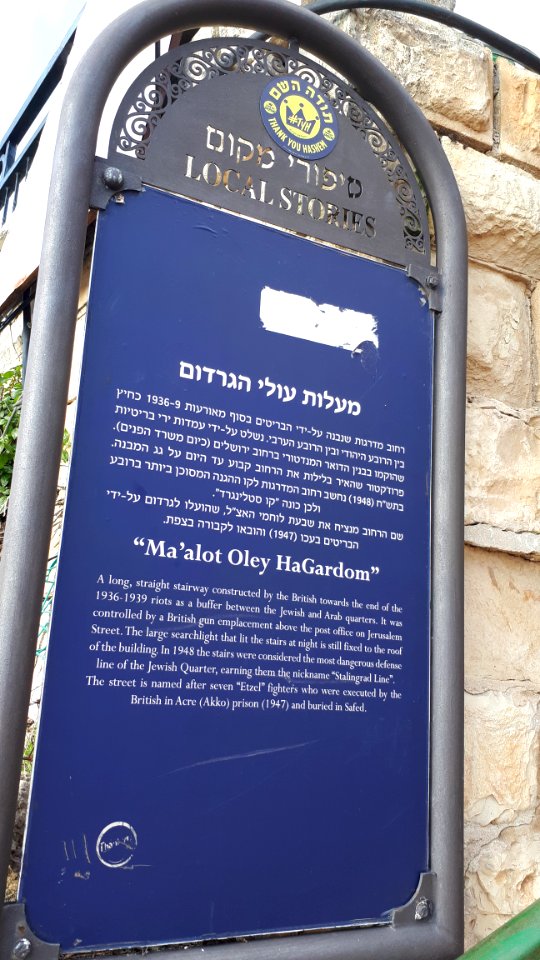 תודה השם
#TYH
THANK YOU HASHEM
סיפורי מקום
LOCAL STORIES
מעלות עולי הגרדום
רחוב מדרגות שנבנה על-ידי הבריטים בסוף מאורעות 1936-9 כחיץ
בין הרובע היהודי ובין הרובע הערבי. נשלט על-ידי עמדות ירי בריטיות
שהוקמו בבנין הדואר המנדטורי ברחוב ירושלים (כיום משרד הפנים).
פרודקטור שהאיר בלילות את הרחוב קבוע עד היום על גג המבנה.
בתש"ח (1948) נחשב רחוב המדרגות לקו ההגנה המסוכן ביותר ברובע
ולכן כונה "קו סטלינגרד".
שם הרחוב מנציח את שבעת לוחמי האצ"ל, שהועלו לגרדום על-ידי
הבריטים בעכו (1947) והובאו לקבורה בצפת.
"Ma'alot Oley HaGardom"
A long, straight stairway constructed by the British towards the end of the
1936-1939 riots as a buffer between the Jewish and Arab quarters. It was
controlled by a British gun emplacement above the post office on Jerusalem
Street. The large searchlight that lit the stairs at night is still fixed to the roof
of the building. In 1948 the stairs were considered the most dangerous defense
line of the Jewish Quarter, earning them the nickname "Stalingrad Line".
The street is named after seven "Etzel" fighters who were executed by the
British in Acre (Akko) prison (1947) and buried in Safed.